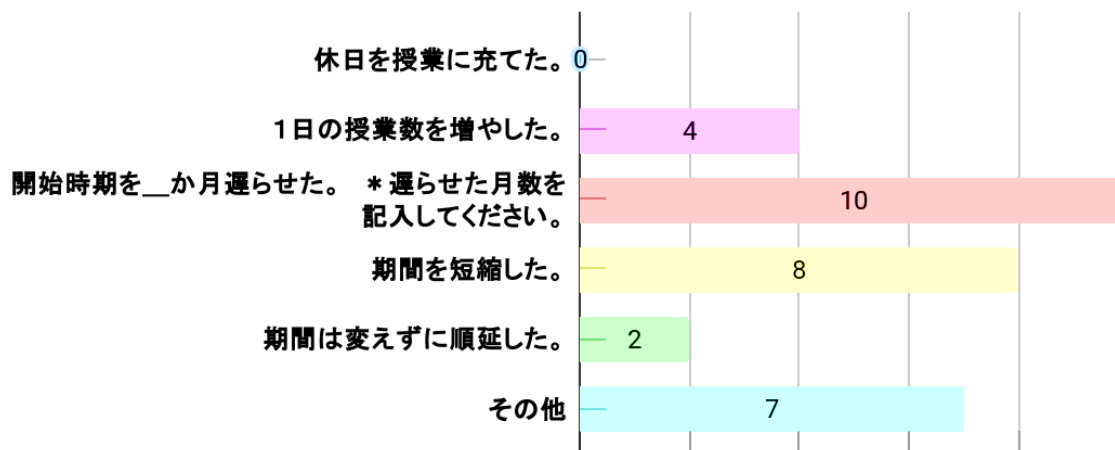 休日を授業に充てた。 0
1日の授業数を増やした。 4
開始時期を__か月遅らせた。 *遅らせた月数を
記入してください。 10
期間を短縮した。 8
期間は変えずに順延した。 2
その他 7